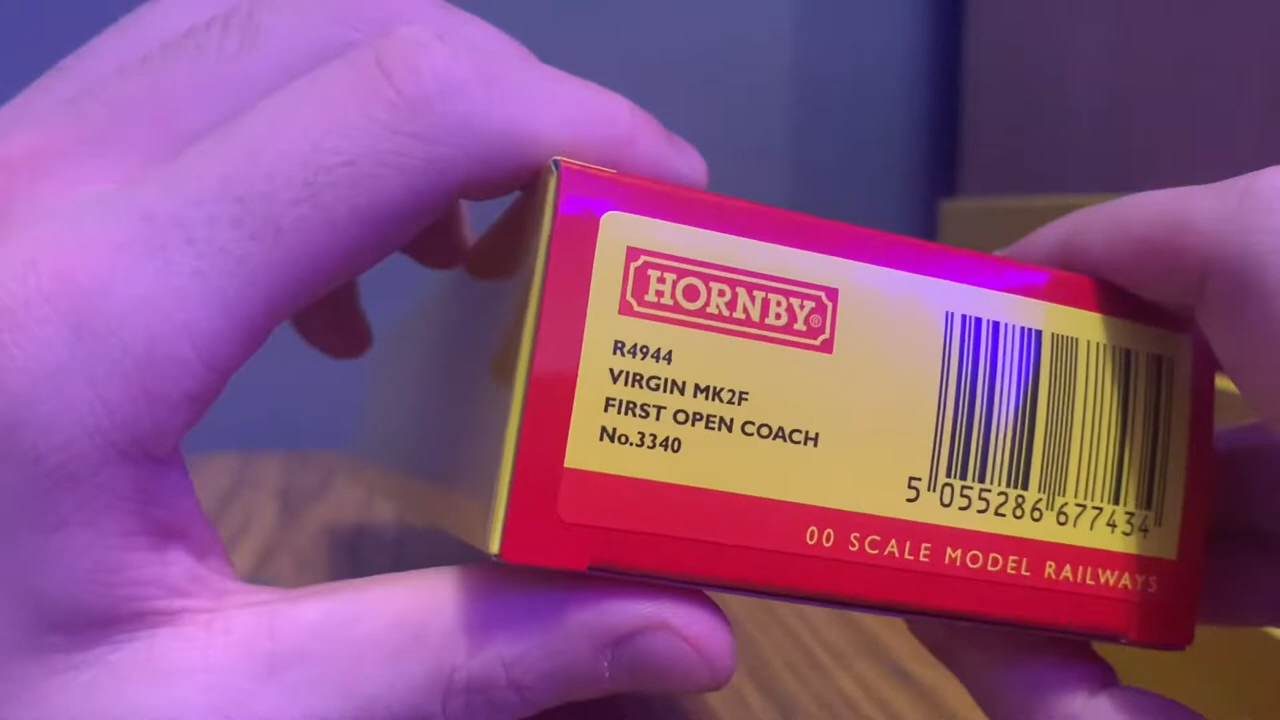 HORNBY®
R4944
VIRGIN MK2F
FIRST OPEN COACH
No.3340
5 055286 677434
00 SCALE MODEL RAILWAYS